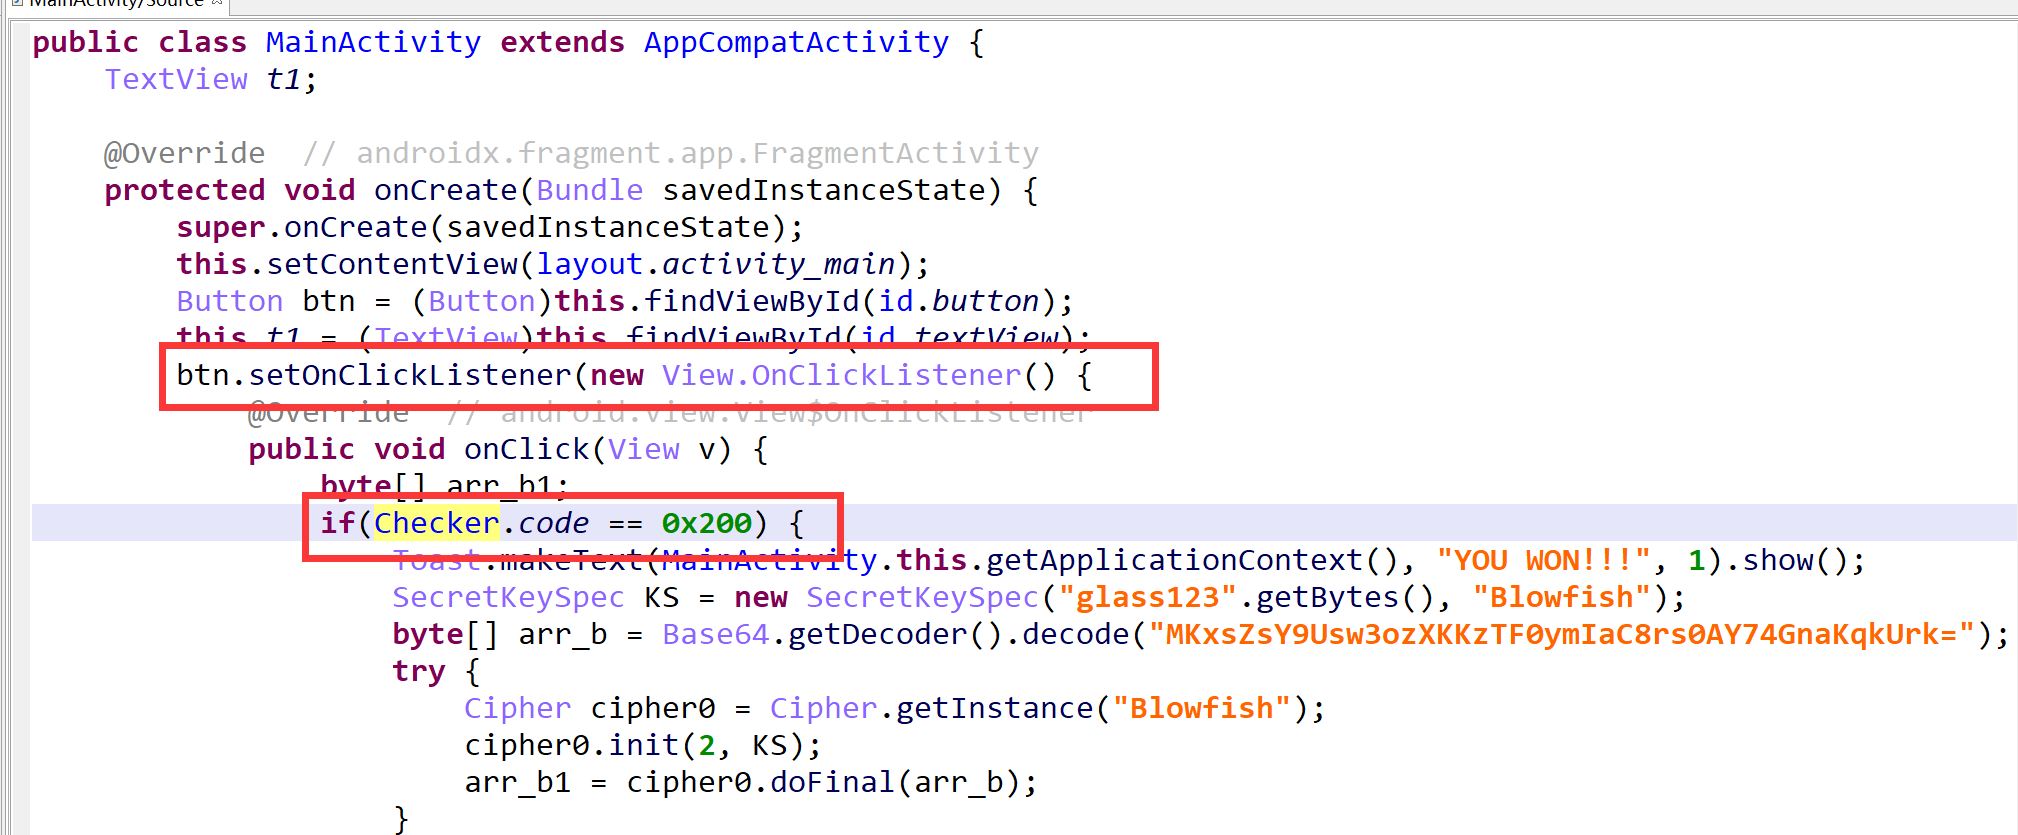 MainActivity/Source
public class MainActivity extends AppCompatActivity {
TextView t1;
@Override // androidx.fragment.app.FragmentActivity
protected void onCreate(Bundle savedInstanceState) {
super.onCreate(savedInstanceState);
this.setContentView(layout.activity_main);
Button btn = (Button)this.findViewById(id.button);
this.t1 = (TextView)this.findViewById(id.textView);
btn.setOnClickListener(new View.OnClickListener() {
@Override // android.view.View$OnClickListener
public void onClick(View v) {
byte[] arr_b1;
if(Checker.code == 0x200) {
Toast.makeText(MainActivity.this.getApplicationContext(), "YOU WON!!!", 1).show();
SecretKeySpec KS = new SecretKeySpec("glass123".getBytes(), "Blowfish");
byte[] arr_b = Base64.getDecoder().decode("MKxsZsY9Usw3ozXKKzTF0ymIaC8rs0AY74GnaKqkUrk=");
try {
Cipher cipher0 = Cipher.getInstance("Blowfish");
cipher0.init(2, KS);
arr_b1 = cipher0.doFinal(arr_b);
}